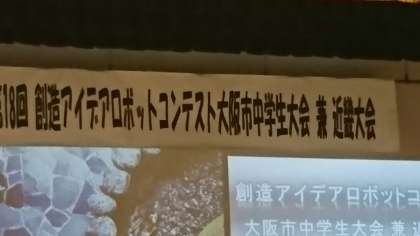 第18回 創造アイデアロボットコンテスト大阪市中学生大会 兼 近畿大会
創造アイデアロボットコ
大阪市中学生大会 兼 近